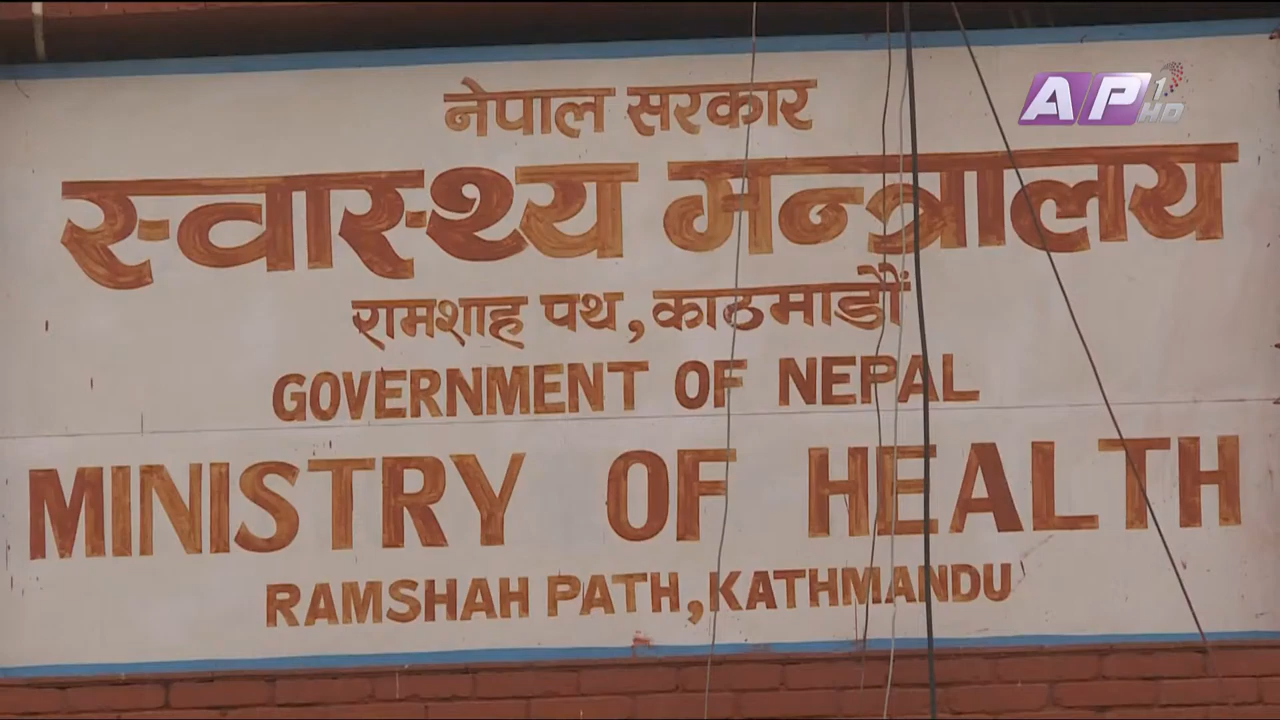 नेपाल सरकार
स्वास्थ्य मन्त्रालय
रामशाह पथ, काठमाडौं
GOVERNMENT OF NEPAL
MINISTRY OF HEALTH
RAMSHAH PATH, KATHMANDU
AP1 HD